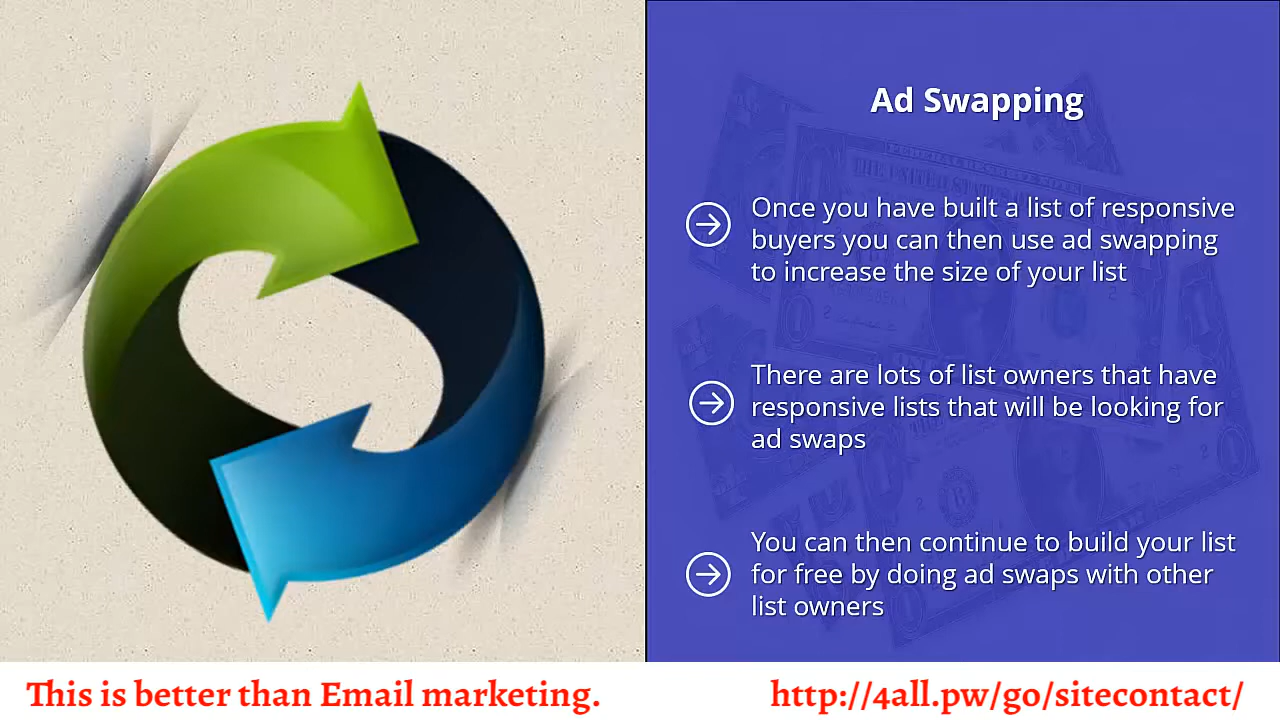 Ad Swapping
Once you have built a list of responsive
buyers you can then use ad swapping
to increase the size of your list
There are lots of list owners that have
responsive lists that will be looking for
ad swaps
You can then continue to build your list
for free by doing ad swaps with other
list owners
This is better than Email marketing.
http://4all.pw/go/sitecontact/